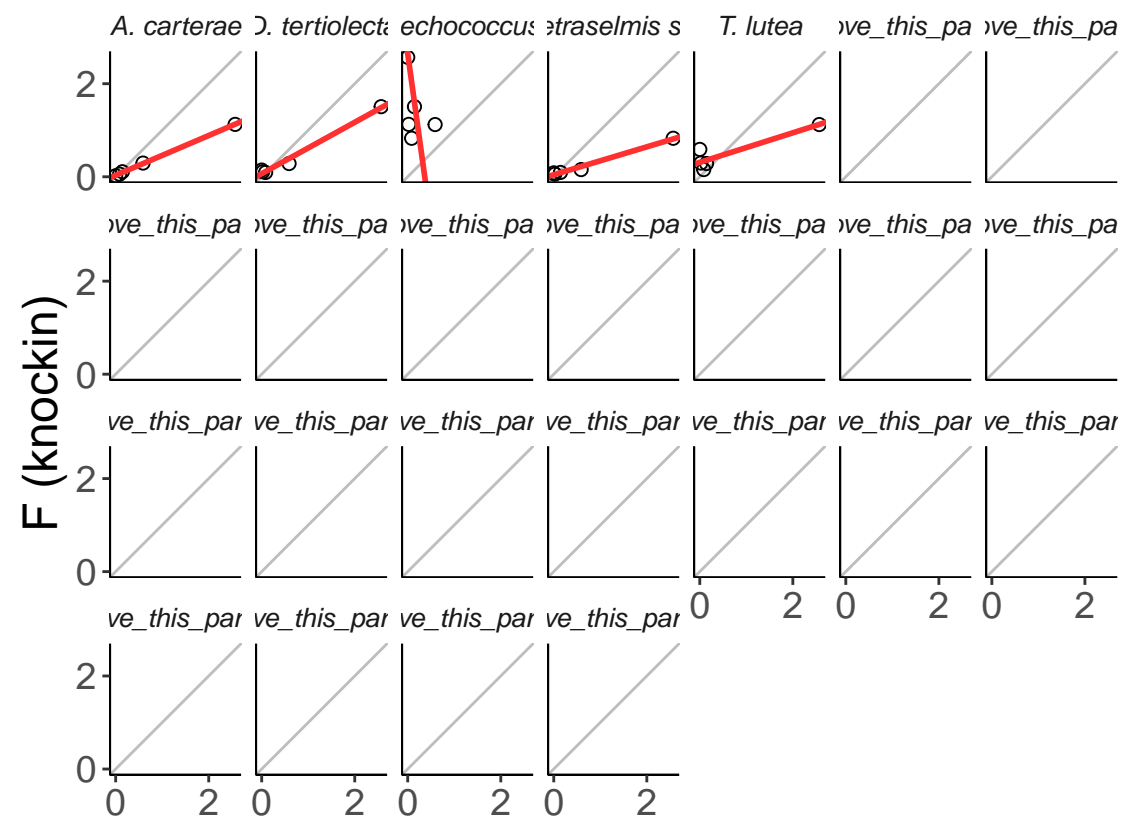 A. carterae D. tertiolecta echococcus etraselmis s T. lutea ove_this_pa ove_this_pa
2
0
ove_this_pa ove_this_pa ove_this_pa ove_this_pa ove_this_pa ove_this_pa ove_this_pa
2
0
F (knockin)
ve_this_par ve_this_par ve_this_par ve_this_par ve_this_par ve_this_par ve_this_par
2
0
0 2 0 2 0 2
ve_this_par ve_this_par ve_this_par ve_this_par
2
0
0 2 0 2 0 2 0 2